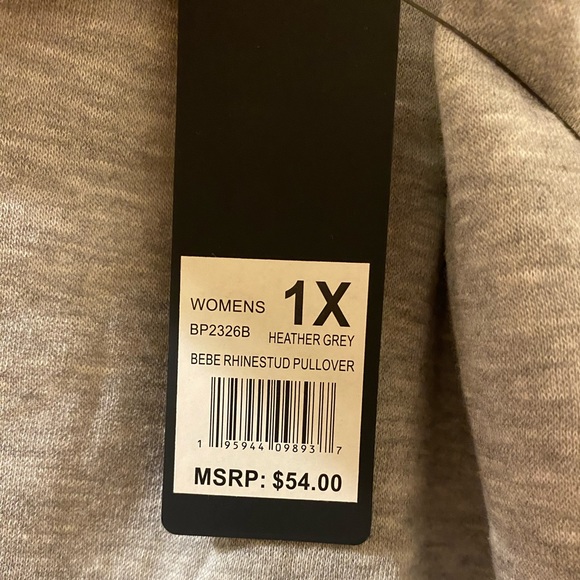 WOMENS 1X
BP2326B HEATHER GREY
BEBE RHINESTUD PULLOVER
1 95944 09893 7
MSRP: $54.00